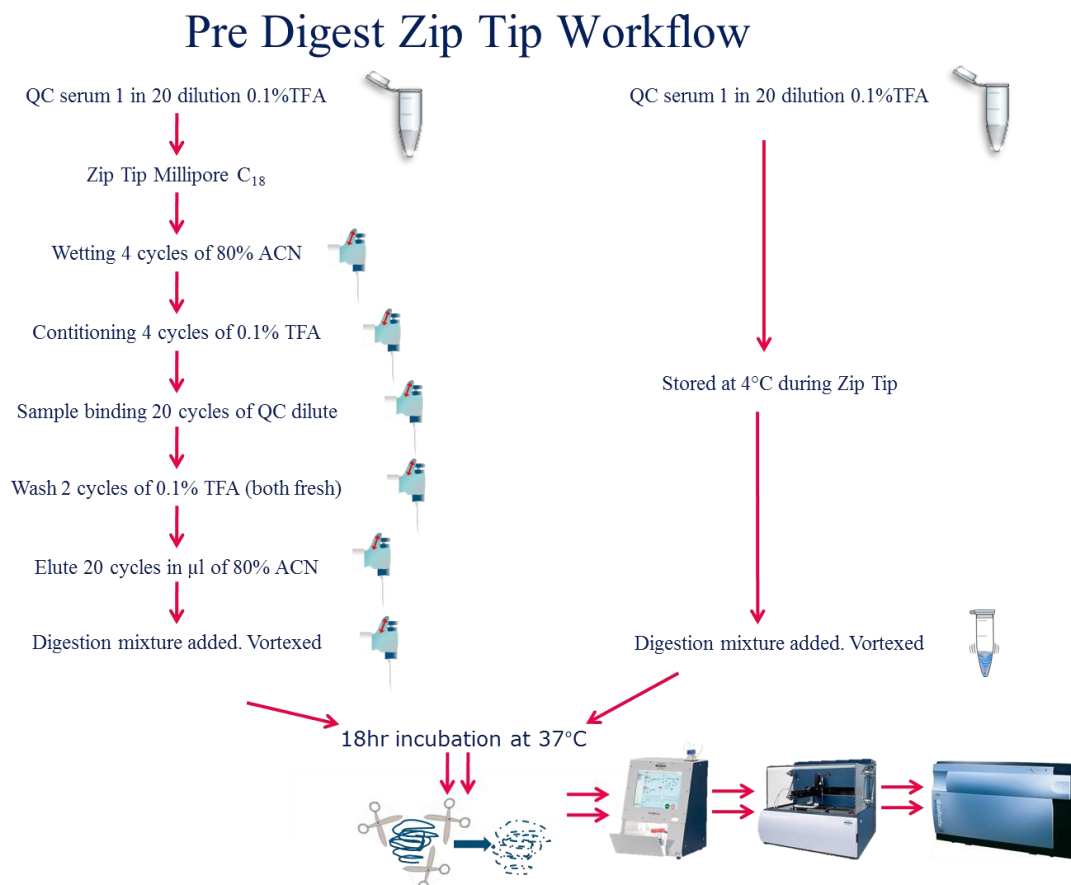 Pre Digest Zip Tip Workflow
QC serum 1 in 20 dilution 0.1%TFA
Zip Tip Millipore C₁₈
Wetting 4 cycles of 80% ACN
Contitioning 4 cycles of 0.1% TFA
Sample binding 20 cycles of QC dilute
Wash 2 cycles of 0.1% TFA (both fresh)
Elute 20 cycles in µl of 80% ACN
Digestion mixture added. Vortexed
QC serum 1 in 20 dilution 0.1%TFA
Stored at 4°C during Zip Tip
Digestion mixture added. Vortexed
18hr incubation at 37°C